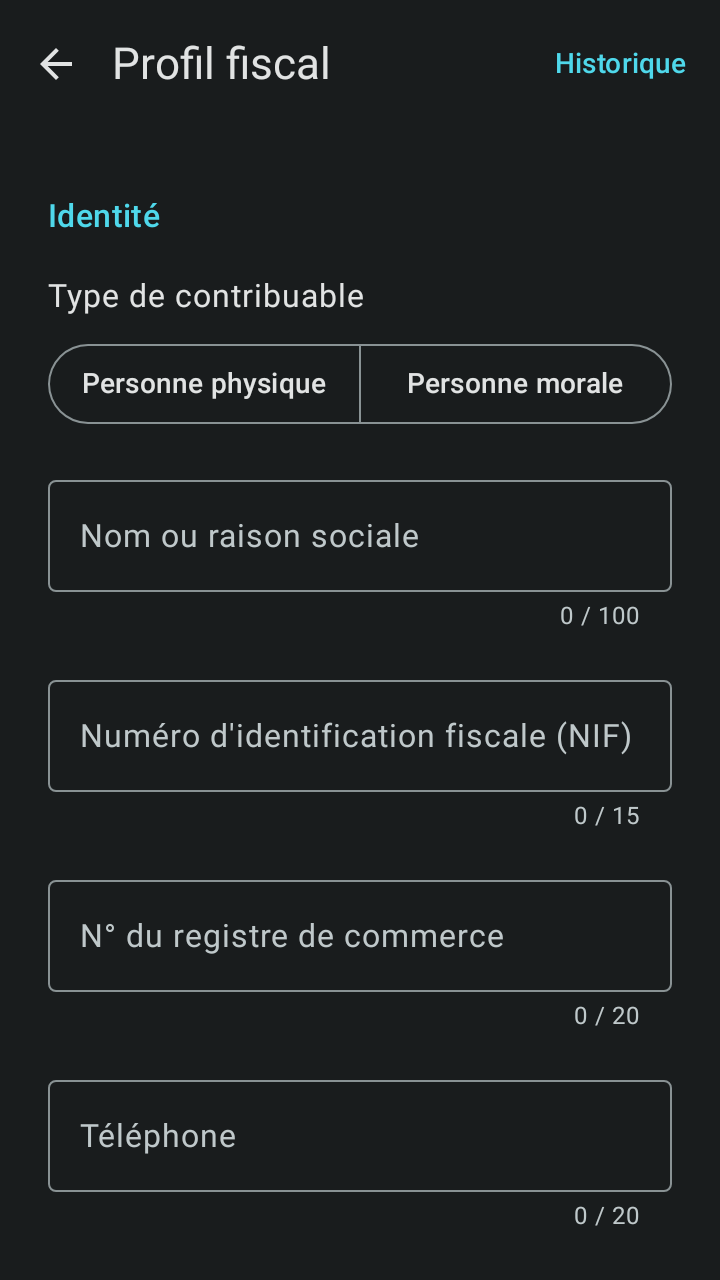 Profil fiscal
Historique
Identité
Type de contribuable
Personne physique
Personne morale
Nom ou raison sociale
0 / 100
Numéro d'identification fiscale (NIF)
0 / 15
N° du registre de commerce
0 / 20
Téléphone
0 / 20